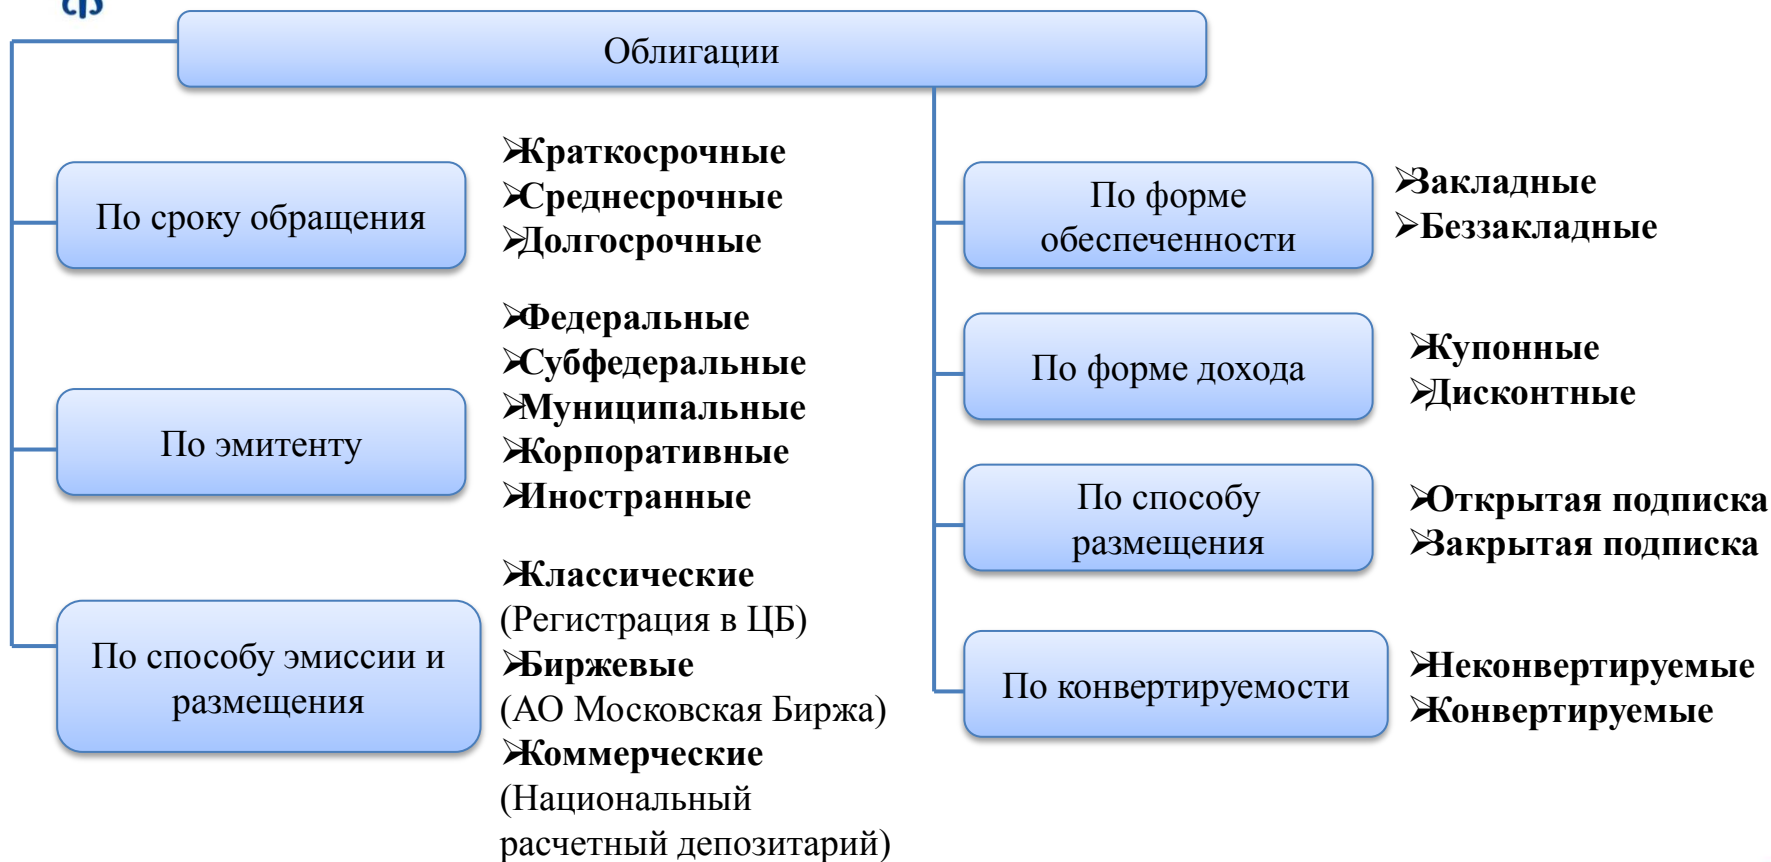 Облигации
По сроку обращения
➢Краткосрочные
➢Среднесрочные
➢Долгосрочные
По эмитенту
➢Федеральные
➢Субфедеральные
➢Муниципальные
➢Корпоративные
➢Иностранные
По способу эмиссии и
размещения
➢Классические
(Регистрация в ЦБ)
➢Биржевые
(АО Московская Биржа)
➢Коммерческие
(Национальный
расчетный депозитарий)
По форме
обеспеченности
➢Закладные
➢Беззакладные
По форме дохода
➢Купонные
➢Дисконтные
По способу
размещения
➢Открытая подписка
➢Закрытая подписка
По конвертируемости
➢Неконвертируемые
➢Конвертируемые